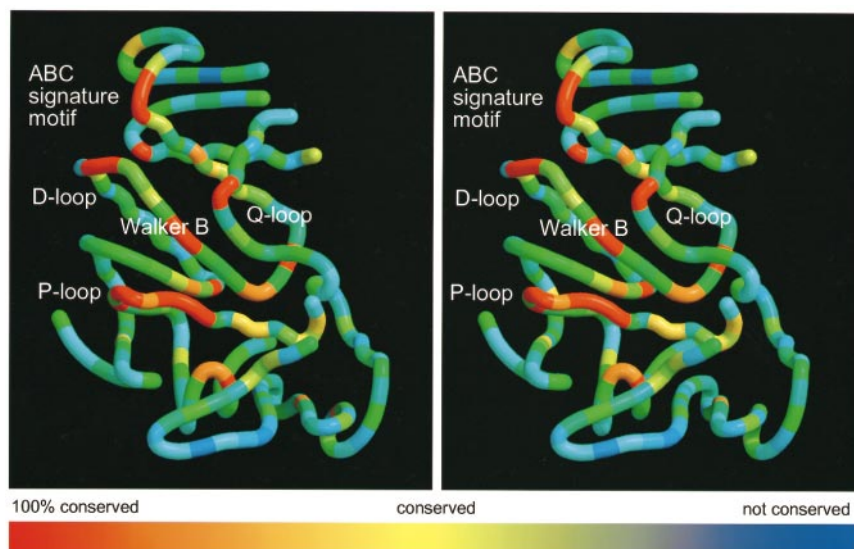 ABC
signature
motif
D-loop
Walker B
Q-loop
P-loop
ABC
signature
motif
D-loop
Walker B
Q-loop
P-loop
100% conserved conserved not conserved